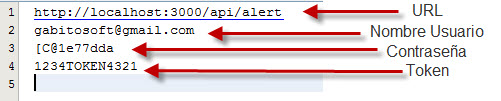 1 http://localhost:3000/api/alert URL
2 gabitosoft@gmail.com Nombre Usuario
3 [C@1e77dda Contraseña
4 1234TOKEN4321 Token
5